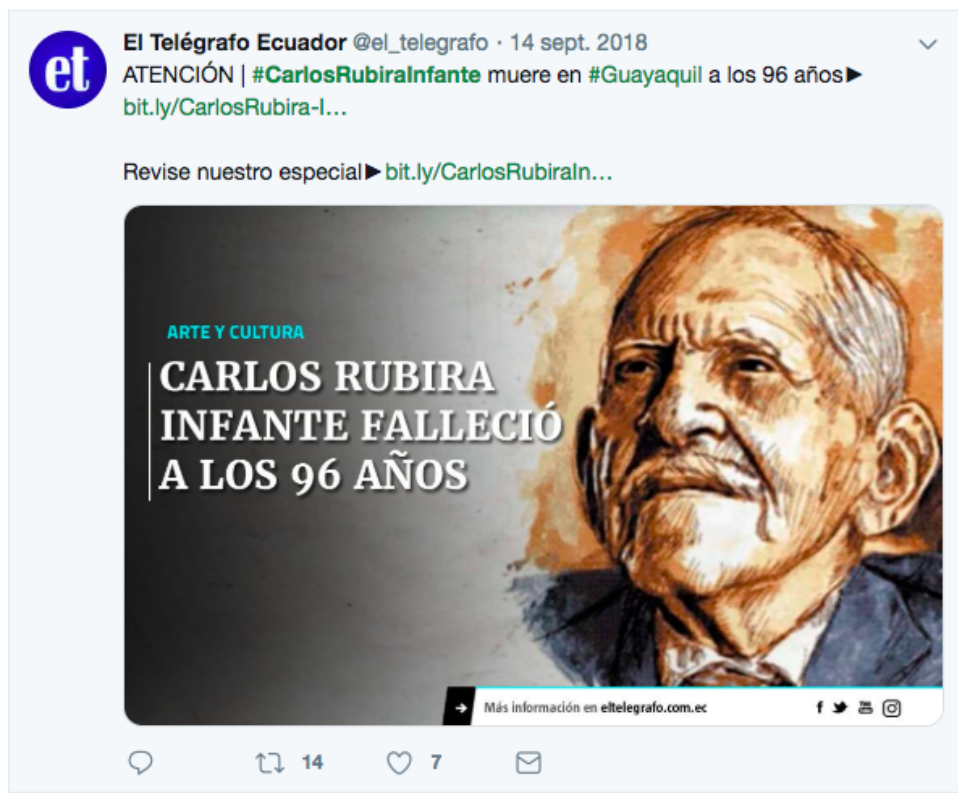 et
El Telégrafo Ecuador @el_telegrafo · 14 sept. 2018
ATENCIÓN | #CarlosRubiraInfante muere en #Guayaquil a los 96 años►
bit.ly/CarlosRubira-I…
Revise nuestro especial►bit.ly/CarlosRubiraIn…
ARTE Y CULTURA
CARLOS RUBIRA
INFANTE FALLECIÓ
A LOS 96 AÑOS
Más información en eltelegrafo.com.ec
14 7